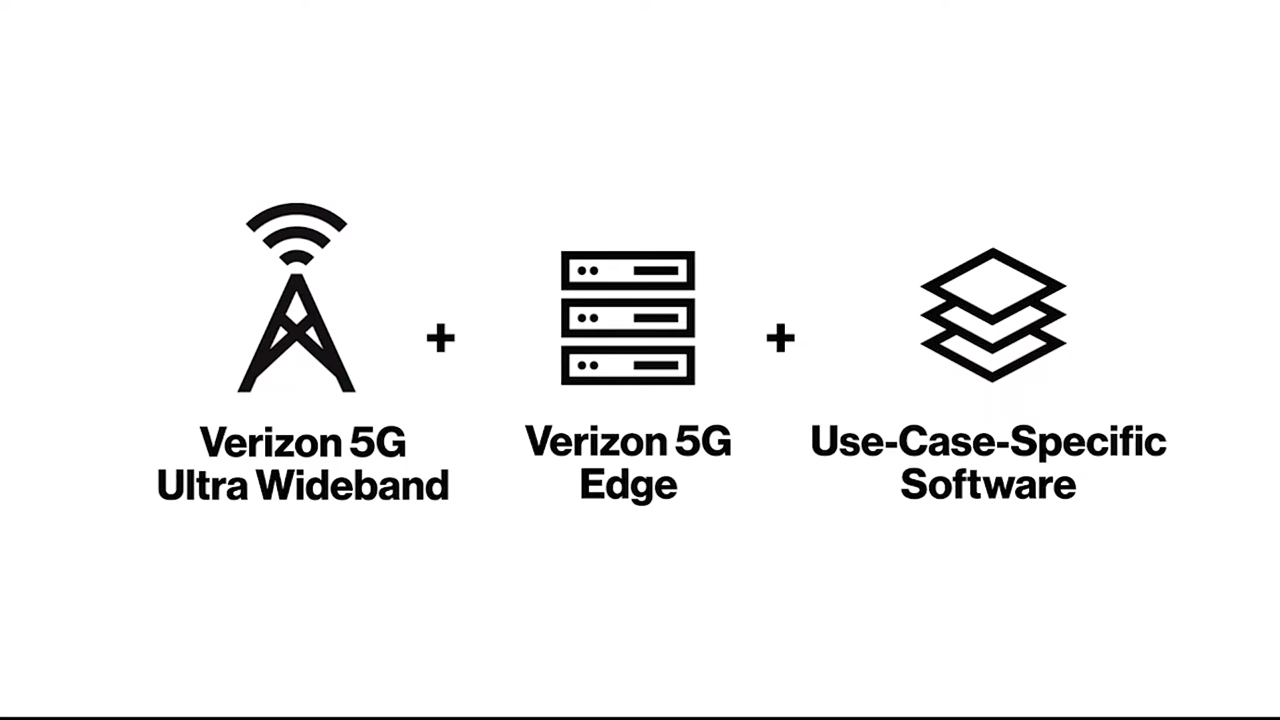 +
+
Verizon 5G
Ultra Wideband
Verizon 5G
Edge
Use-Case-Specific
Software